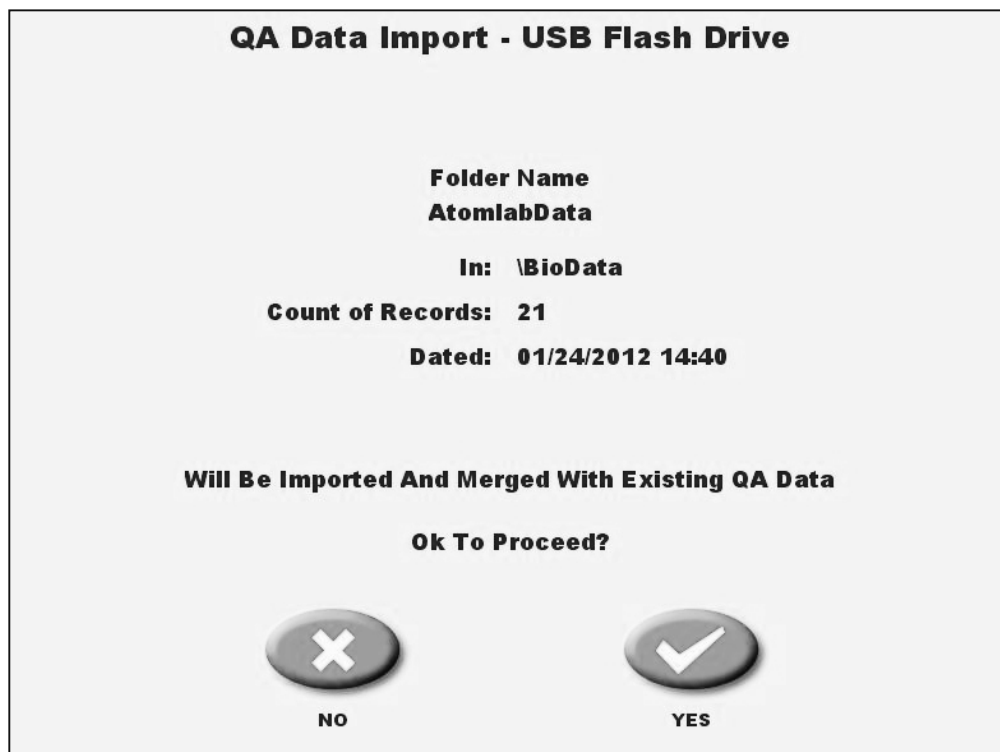 QA Data Import - USB Flash Drive
Folder Name
AtomlabData
In: \BioData
Count of Records: 21
Dated: 01/24/2012 14:40
Will Be Imported And Merged With Existing QA Data
Ok To Proceed?
NO YES